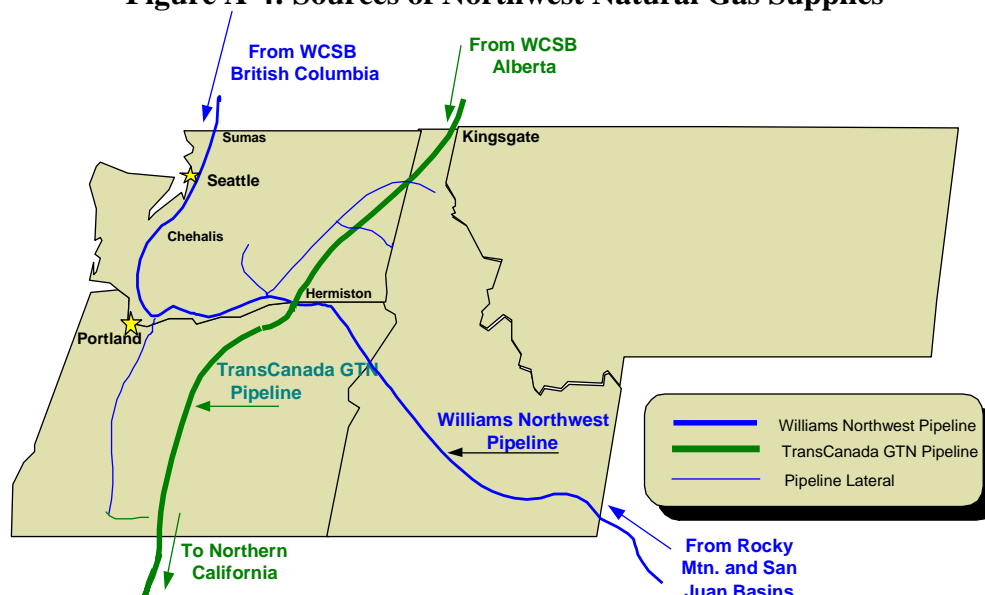 Figure A-4: Sources of Northwest Natural Gas Supplies
From WCSB
British Columbia
From WCSB
Alberta
Sumas
Kingsgate
Seattle
Chehalis
Hermiston
Portland
TransCanada GTN
Pipeline
Williams Northwest
Pipeline
Williams Northwest Pipeline
TransCanada GTN Pipeline
Pipeline Lateral
To Northern
California
From Rocky
Mtn. and San
Juan Basins